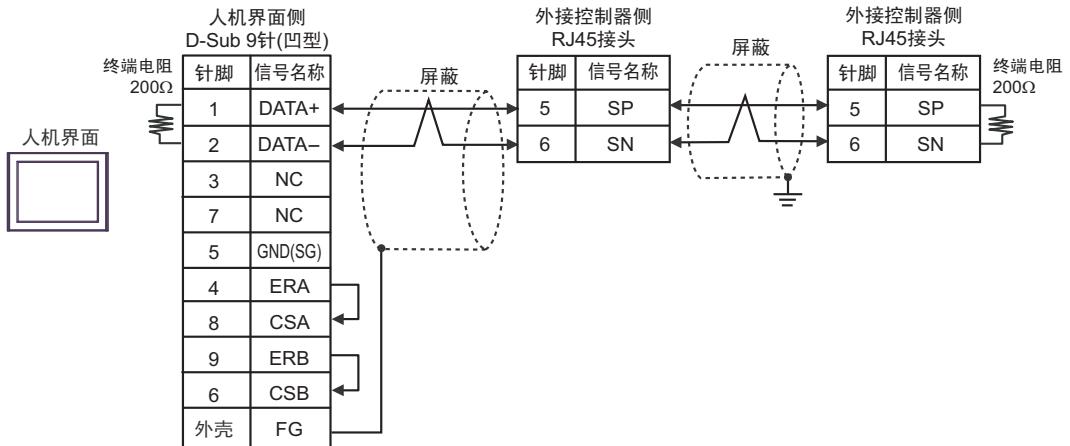 人机界面
人机界面侧
D-Sub 9针(凹型)
终端电阻
200Ω
针脚 信号名称
1 DATA+
2 DATA–
3 NC
7 NC
5 GND(SG)
4 ERA
8 CSA
9 ERB
6 CSB
外壳 FG
屏蔽
外接控制器侧
RJ45接头
针脚 信号名称
5 SP
6 SN
屏蔽
外接控制器侧
RJ45接头
针脚 信号名称
5 SP
6 SN
终端电阻
200Ω